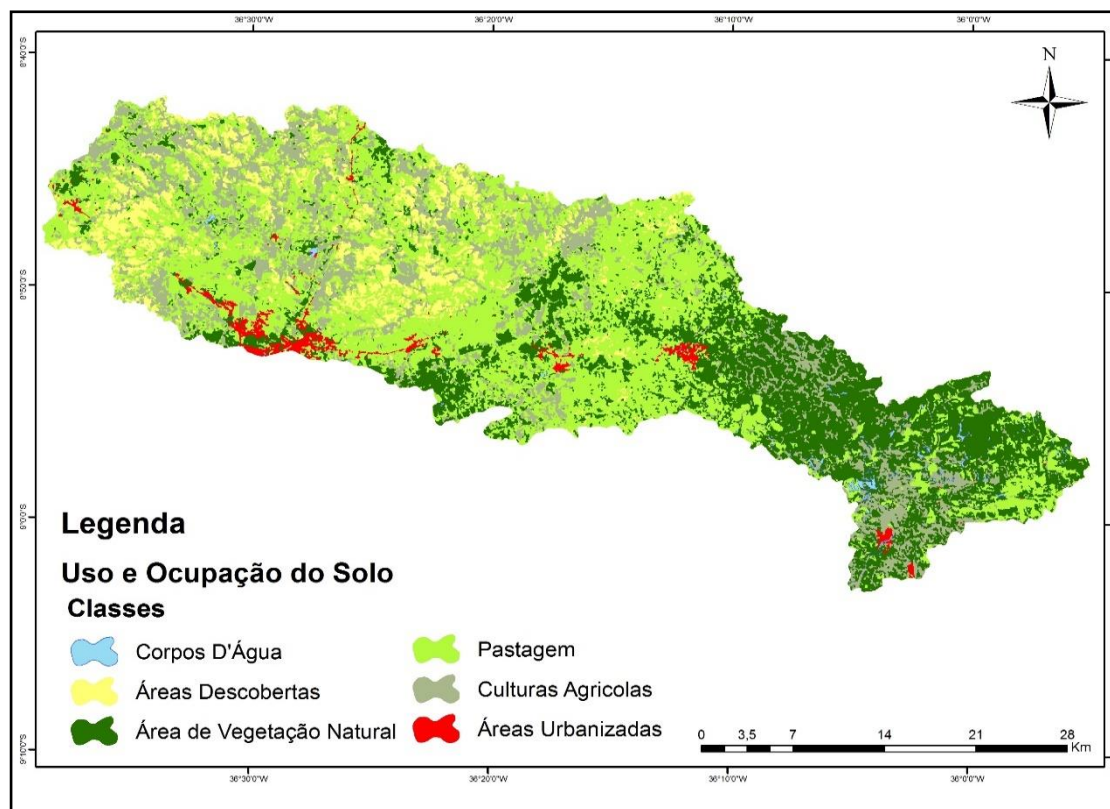 36°30'0"W 36°20'0"W 36°10'0"W 36°0'0"W
8°40'0"S
N
8°50'0"S
9°0'0"S
Legenda
Uso e Ocupação do Solo
Classes
Corpos D'Água Pastagem
Áreas Descobertas Culturas Agricolas
Área de Vegetação Natural Áreas Urbanizadas
0 3,5 7 14 21 28
Km
9°10'0"S
36°30'0"W 36°20'0"W 36°10'0"W 36°0'0"W